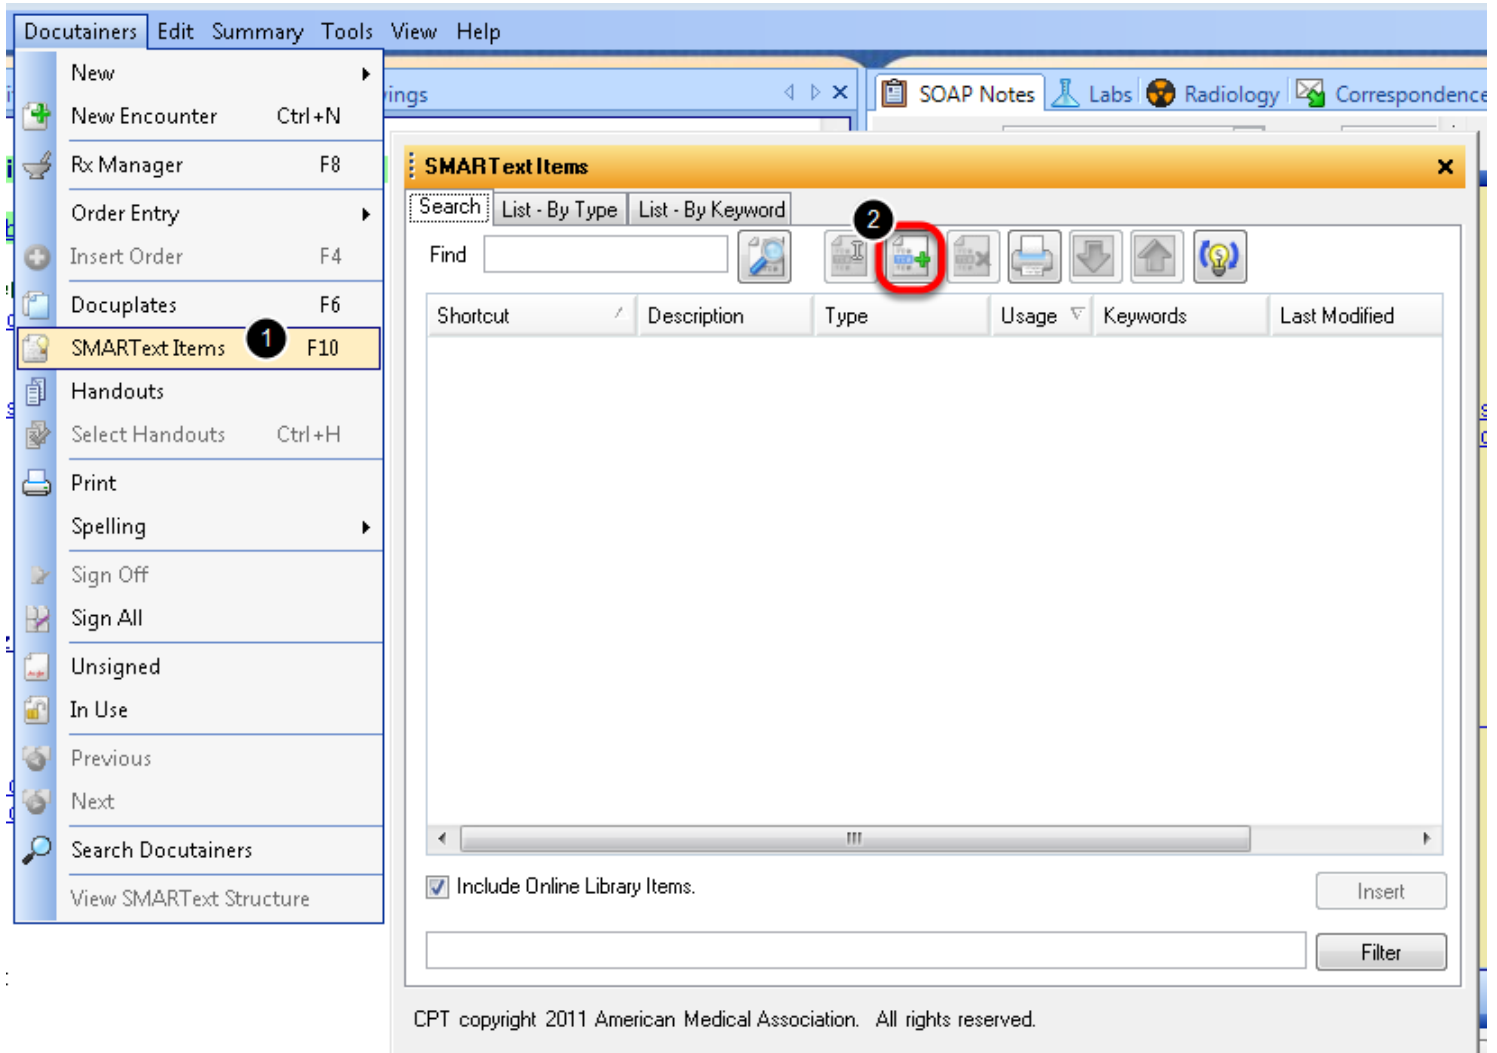 Docutainers Edit Summary Tools View Help
New
New Encounter Ctrl+N
Rx Manager F8
Order Entry
Insert Order F4
Docuplates F6
SMARText Items 1 F10
Handouts
Select Handouts Ctrl+H
Print
Spelling
Sign Off
Sign All
Unsigned
In Use
Previous
Next
Search Docutainers
View SMARText Structure
ings
SOAP Notes Labs Radiology Correspondence
SMARText Items
Search List - By Type List - By Keyword
2
Find
Shortcut Description Type Usage Keywords Last Modified
Include Online Library Items.
Insert
Filter
CPT copyright 2011 American Medical Association. All rights reserved.